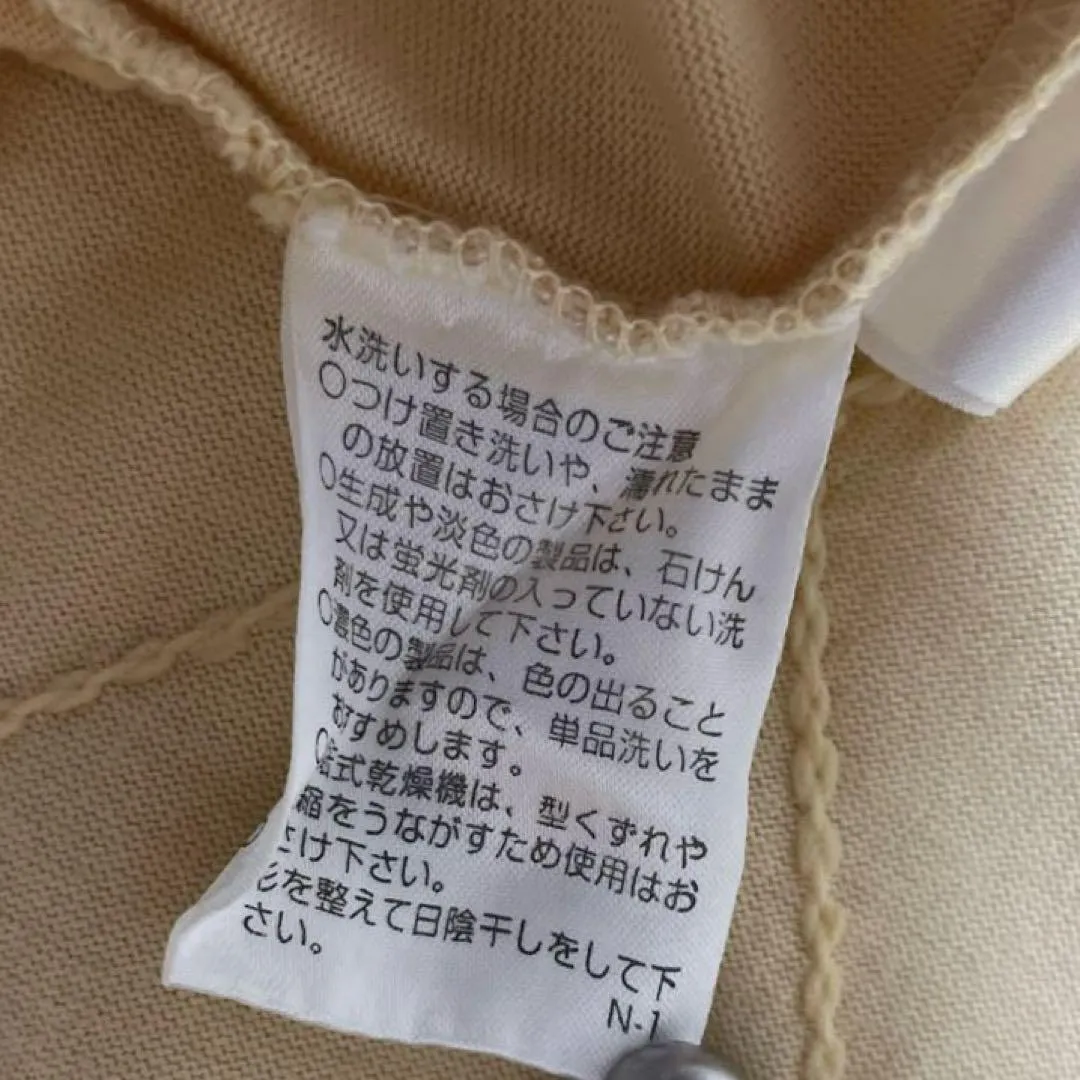 水洗いする場合のご注意
○つけ置き洗いや、濡れたまま
の放置はおさけ下さい。
○生成や淡色の製品は、石けん
又は蛍光剤の入っていない洗
剤を使用して下さい。
○濃色の製品は、色の出ること
がありますので、単品洗いを
おすすめします。
式乾燥機は、型くずれや
縮をうながすため使用はお
さけ下さい。
を整えて日陰干しをして下
さい。
N-1